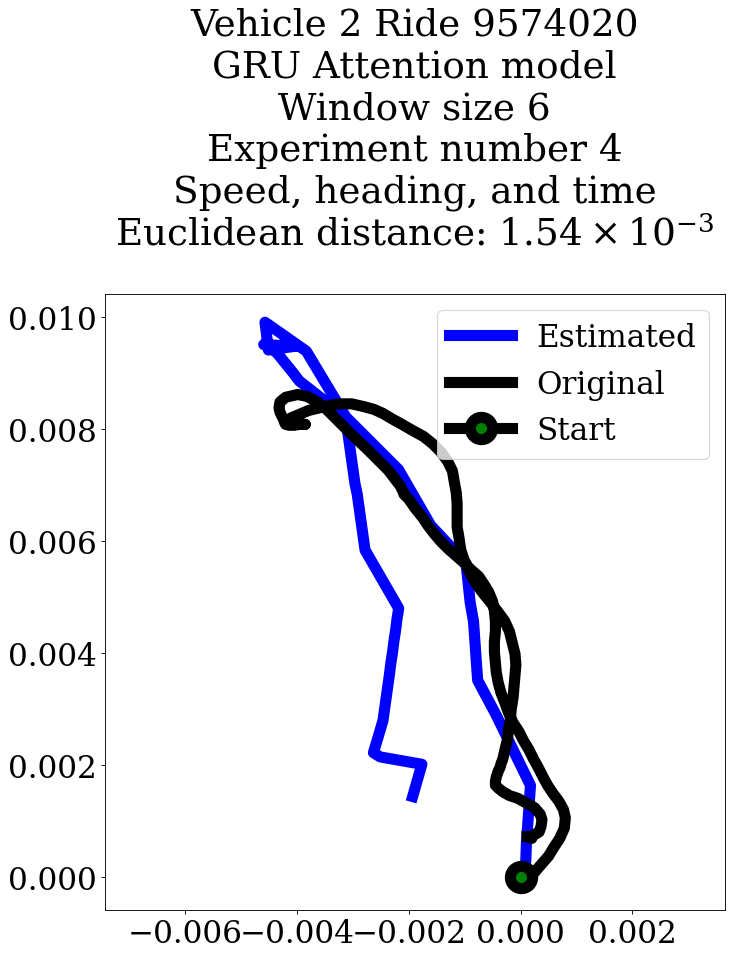 Vehicle 2 Ride 9574020
GRU Attention model
Window size 6
Experiment number 4
Speed, heading, and time
Euclidean distance: 1.54 × 10⁻³
0.010
Estimated
Original
0.008
Start
0.006
0.004
0.002
0.000
−0.006 −0.004 −0.002 0.000 0.002